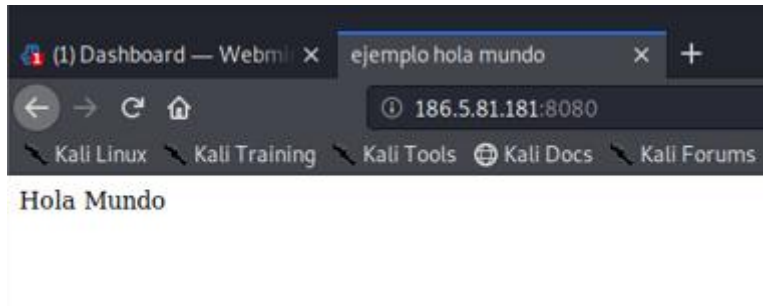 (1) Dashboard — Webmi
ejemplo hola mundo
186.5.81.181:8080
Kali Linux Kali Training Kali Tools Kali Docs Kali Forums
Hola Mundo